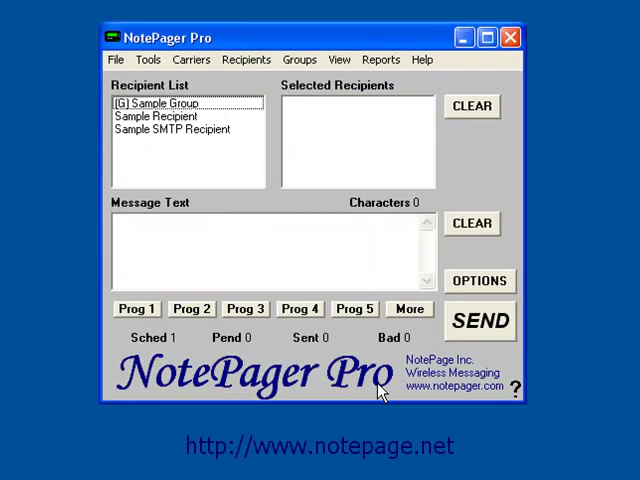 NotePager Pro
File Tools Carriers Recipients Groups View Reports Help
Recipient List Selected Recipients
(G) Sample Group
CLEAR
Sample Recipient
Sample SMTP Recipient
Message Text Characters 0
CLEAR
OPTIONS
Prog 1 Prog 2 Prog 3 Prog 4 Prog 5 More
SEND
Sched 1 Pend 0 Sent 0 Bad 0
NotePager Pro
NotePage Inc.
Wireless Messaging
www.notepager.com ?
http://www.notepage.net